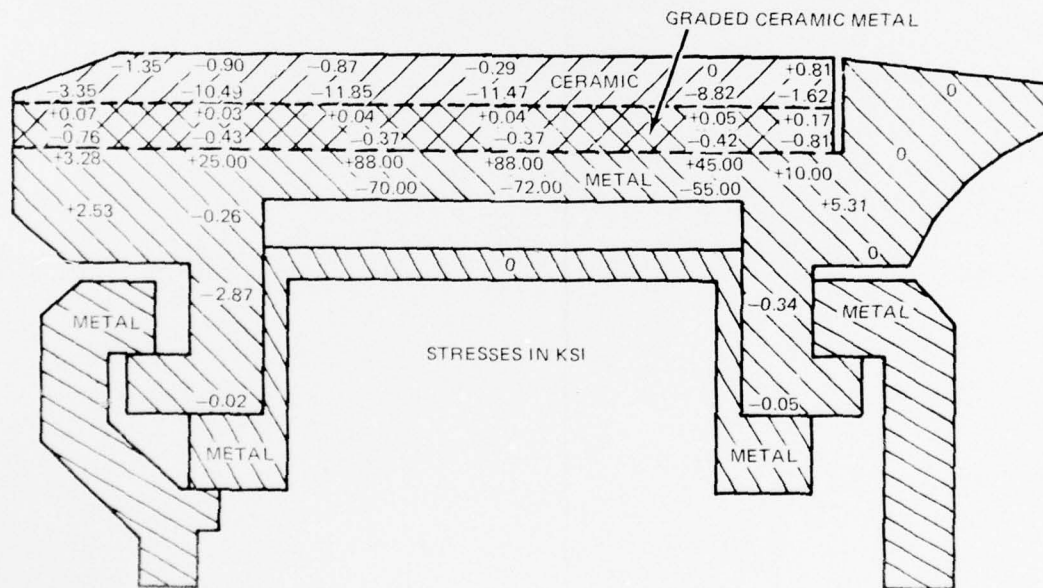 GRADED CERAMIC METAL
−1.35 −0.90 −0.87 −0.29 0 +0.81
CERAMIC
−3.35 −10.49 −11.85 −11.47 −8.82 −1.62
0
+0.07 +0.03 +0.04 +0.04 +0.05 +0.17
−0.76 −0.43 −0.37 −0.37 −0.42 −0.81
0
+3.28 +25.00 +88.00 +88.00 +45.00 +10.00
METAL
−70.00 −72.00 −55.00
+2.53 −0.26 +5.31
0
0
−2.87 −0.34
METAL METAL
STRESSES IN KSI
−0.02 −0.05
METAL METAL